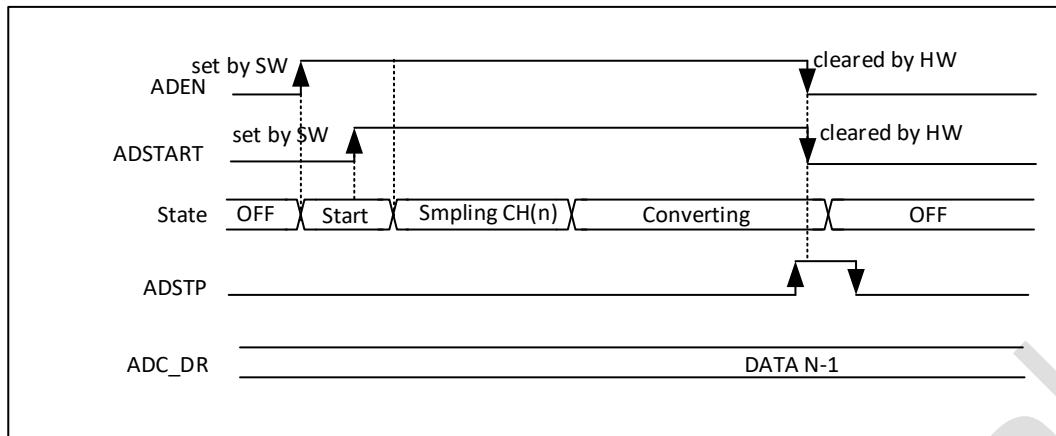 set by SW
cleared by HW
ADEN
set by SW
cleared by HW
ADSTART
State OFF Start Smpling CH(n) Converting OFF
ADSTP
ADC_DR DATA N-1